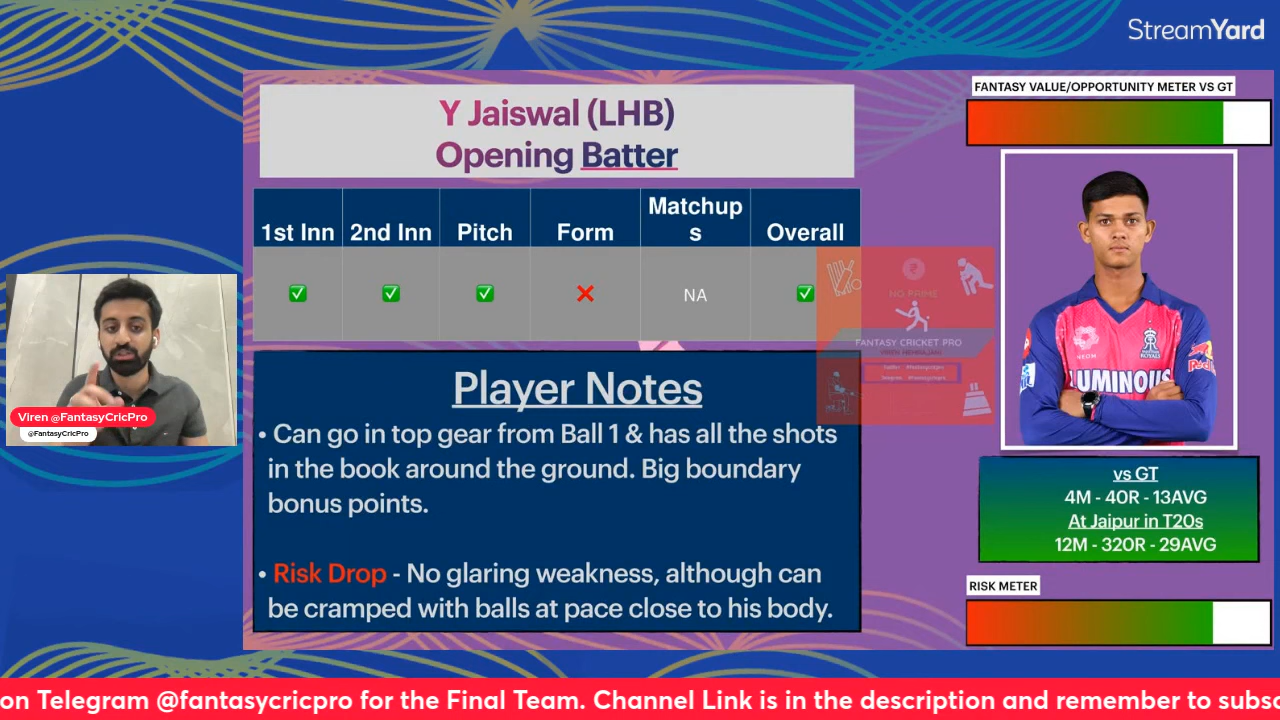 StreamYard
FANTASY VALUE/OPPORTUNITY METER VS GT
Y Jaiswal (LHB)
Opening Batter
1st Inn 2nd Inn Pitch Form Matchup
s Overall
✅ ✅ ✅ ❌ NA ✅
NO PRIME
FANTASY CRICKET PRO
Player Notes
• Can go in top gear from Ball 1 & has all the shots
in the book around the ground. Big boundary
bonus points.
• Risk Drop - No glaring weakness, although can
be cramped with balls at pace close to his body.
NEON
LUMINOUS
vs GT
4M - 40R - 13AVG
At Jaipur in T20s
12M - 320R - 29AVG
RISK METER
Viren @FantasyCricPro
@FantasyCricPro
on Telegram @fantasycricpro for the Final Team. Channel Link is in the description and remember to subsc